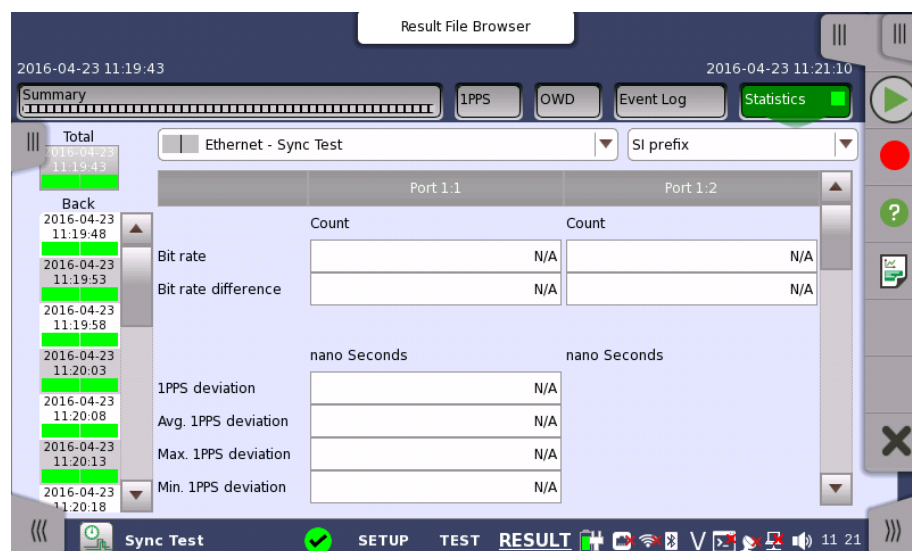 Result File Browser
2016-04-23 11:19:43
2016-04-23 11:21:10
Summary
1PPS
OWD
Event Log
Statistics
Total
2016-04-23
11:19:43
Back
2016-04-23
11:19:48
2016-04-23
11:19:53
2016-04-23
11:19:58
2016-04-23
11:20:03
2016-04-23
11:20:08
2016-04-23
11:20:13
2016-04-23
11:20:18
Ethernet - Sync Test
SI prefix
Port 1:1
Port 1:2
Count
Count
Bit rate
N/A
N/A
Bit rate difference
N/A
N/A
nano Seconds
nano Seconds
1PPS deviation
N/A
Avg. 1PPS deviation
N/A
Max. 1PPS deviation
N/A
Min. 1PPS deviation
N/A
Sync Test
SETUP
TEST
RESULT
V
11 21